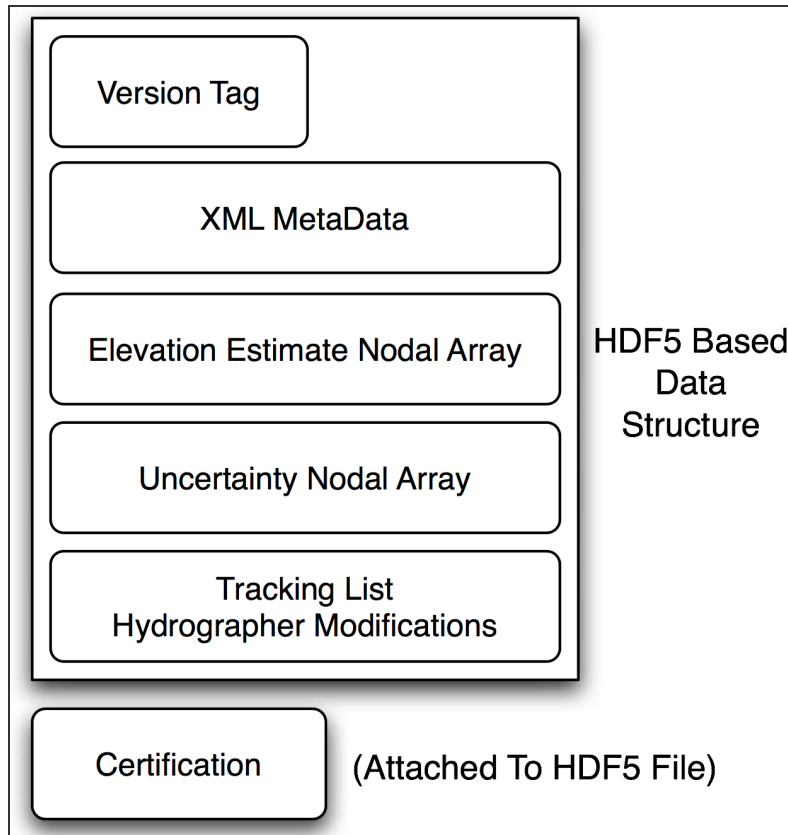 Version Tag
XML MetaData
Elevation Estimate Nodal Array
HDF5 Based
Data
Structure
Uncertainty Nodal Array
Tracking List
Hydrographer Modifications
Certification
(Attached To HDF5 File)